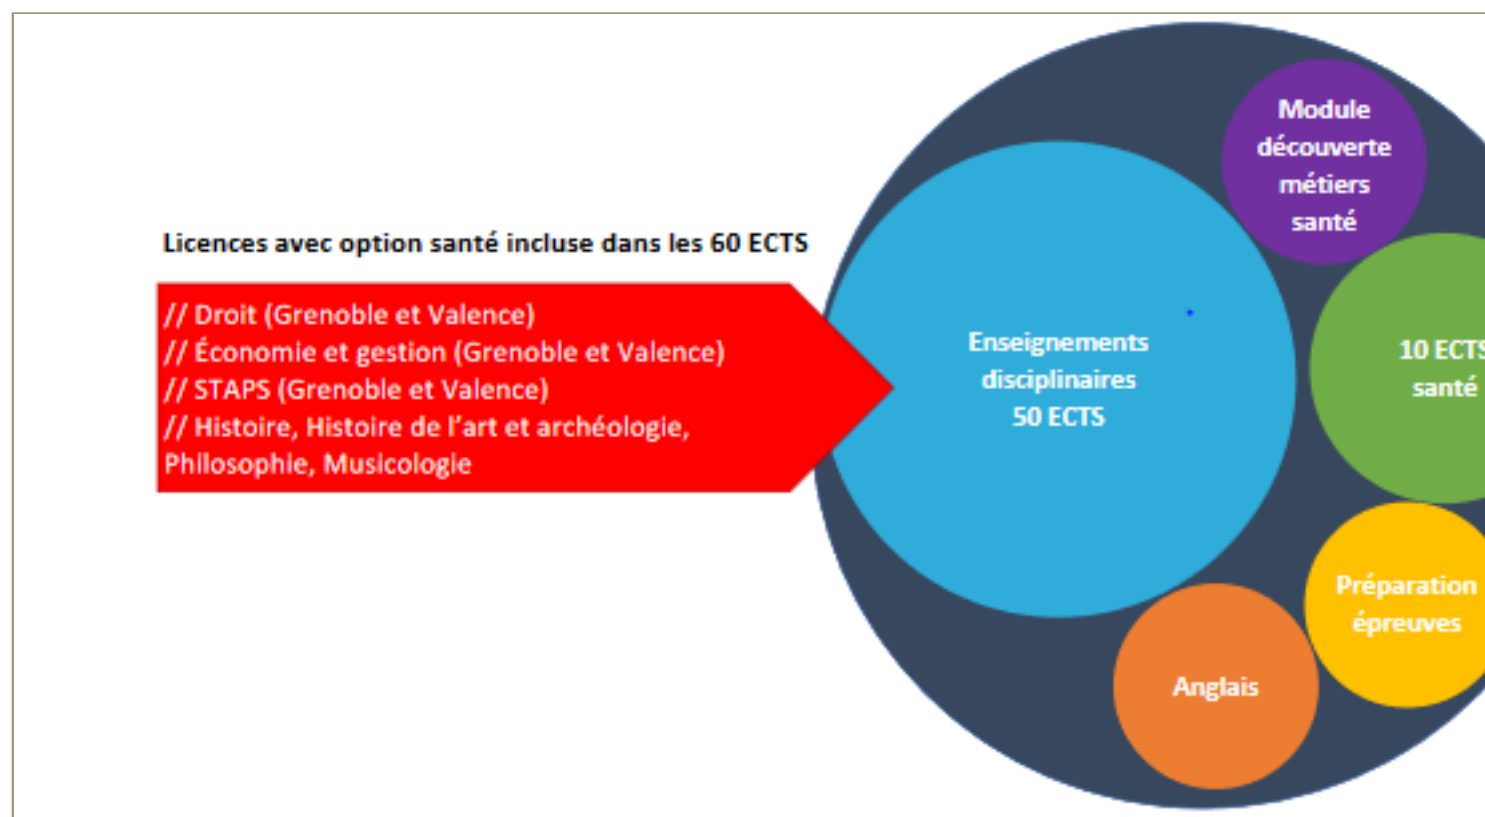 Module
découverte
métiers
santé
Licences avec option santé incluse dans les 60 ECTS
// Droit (Grenoble et Valence)
// Économie et gestion (Grenoble et Valence)
// STAPS (Grenoble et Valence)
// Histoire, Histoire de l’art et archéologie,
Philosophie, Musicologie
Enseignements
disciplinaires
50 ECTS
10 ECTS
santé
Préparation
épreuves
Anglais